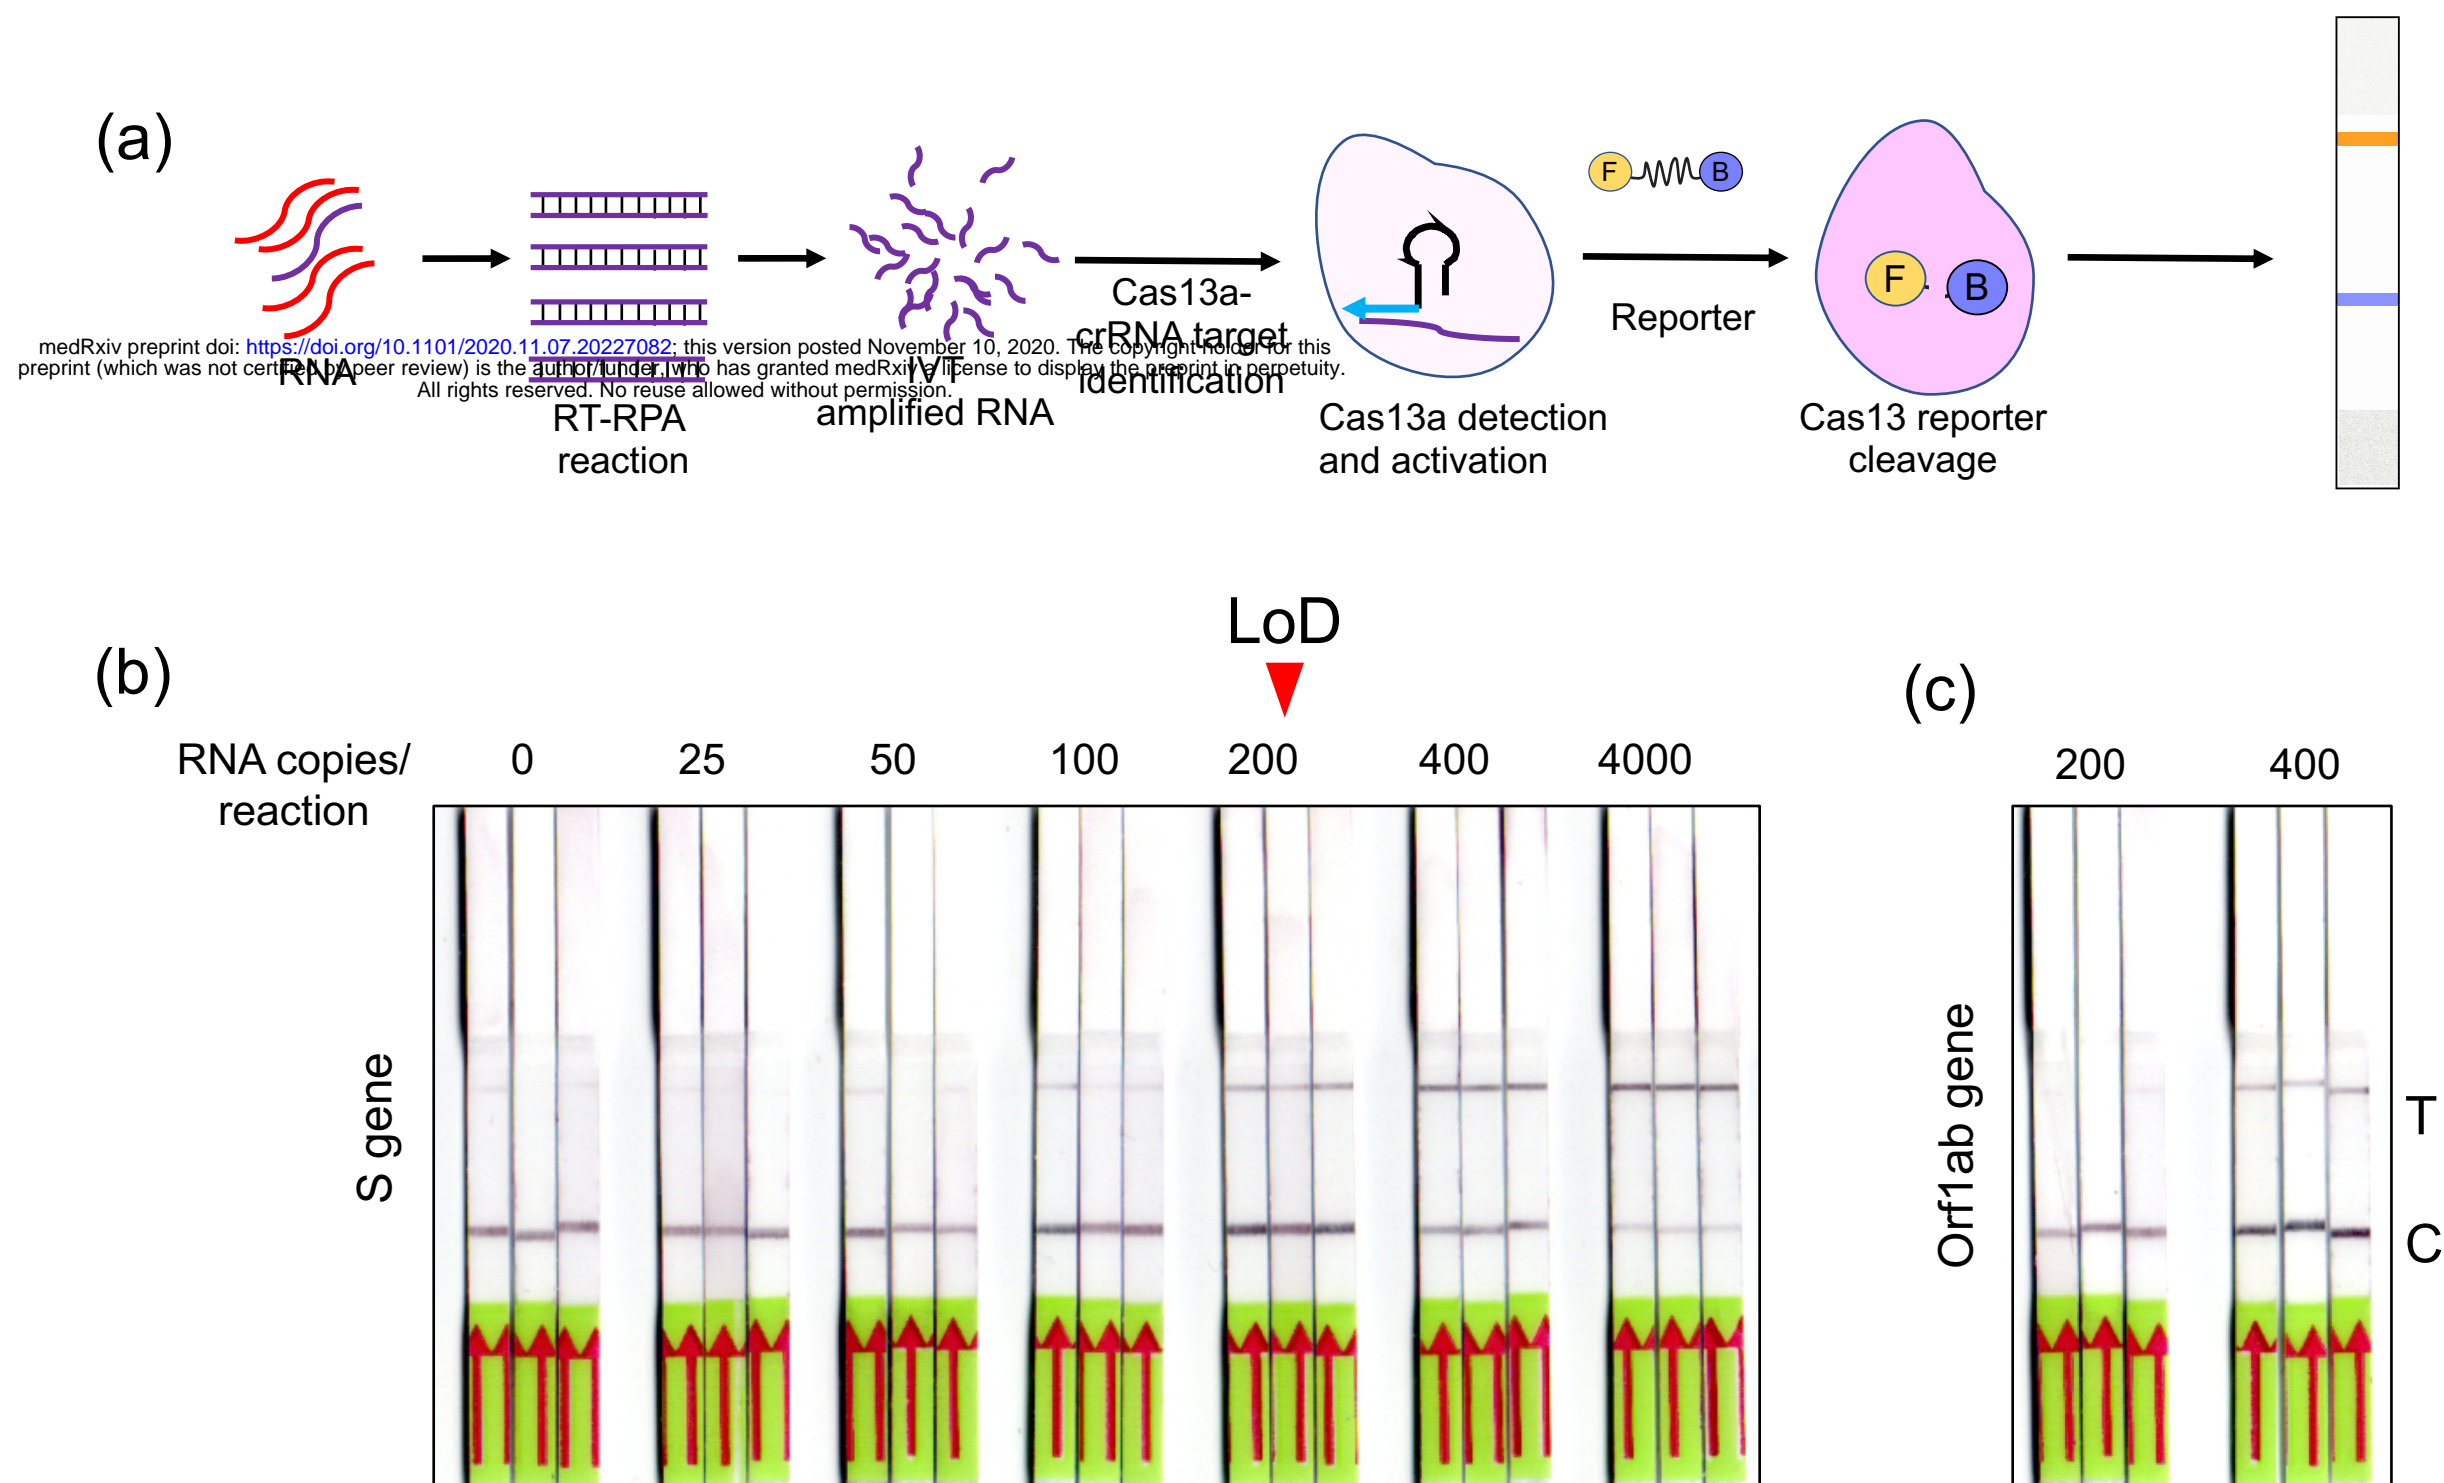 (a)
F
B
F
B
Cas13a-
crRNA target
identification
Reporter
medRxiv preprint doi: https://doi.org/10.1101/2020.11.07.20227082; this version posted November 10, 2020. The copyright holder for this
preprint (which was not certified by peer review) is the author/funder, who has granted medRxiv a license to display the preprint in perpetuity.
All rights reserved. No reuse allowed without permission.
RNA
RT-RPA
reaction
IVT
amplified RNA
Cas13a detection
and activation
Cas13 reporter
cleavage
LoD
(b)
RNA copies/
reaction
0 25 50 100 200 400 4000
S gene
(c)
200 400
Orf1ab gene
T
C